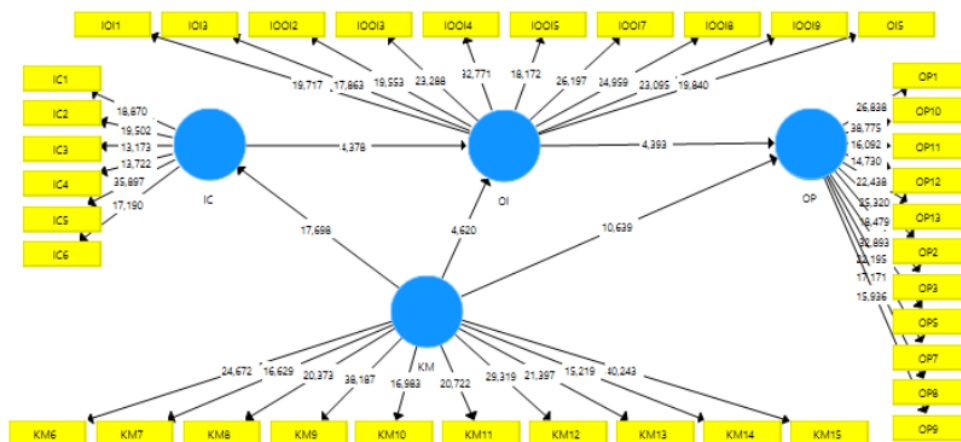 IOI1 IOI3 IOOI2 IOOI3 IOOI4 IOOI5 IOOI7 IOOI8 IOOI9 OI5
19,717 17,863 19,553 23,288 32,771 18,172 26,197 24,959 23,095 19,840
IC1
IC2
IC3
IC4
IC5
IC6
18,870
19,502
13,173
13,722
35,897
17,190
IC
4,378
OI
4,393
OP
17,698
4,620
10,639
OP1
OP10
OP11
OP12
OP13
OP2
OP3
OP5
OP7
OP8
OP9
26,838
38,775
16,092
14,730
22,438
25,320
18,479
32,893
22,195
17,171
15,936
KM
24,672 16,629 20,373 38,187 16,983 20,722 29,319 21,397 15,219 40,243
KM6 KM7 KM8 KM9 KM10 KM11 KM12 KM13 KM14 KM15